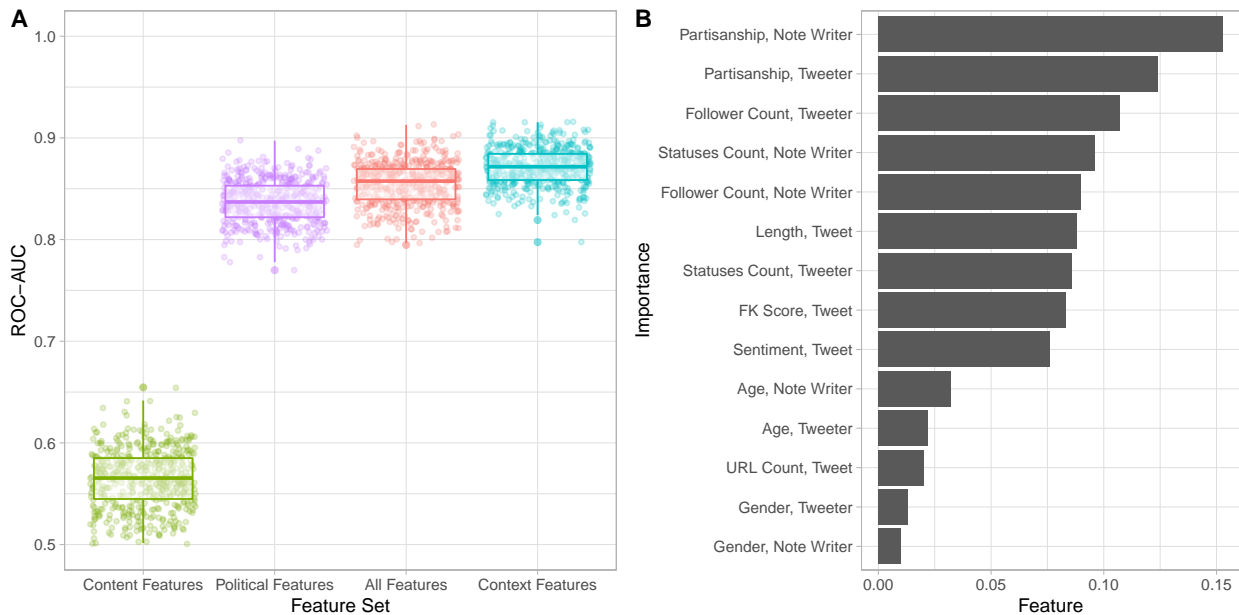 A
ROC−AUC
1.0
0.9
0.8
0.7
0.6
0.5
Content Features Political Features All Features Context Features
Feature Set
B
Importance
Partisanship, Note Writer
Partisanship, Tweeter
Follower Count, Tweeter
Statuses Count, Note Writer
Follower Count, Note Writer
Length, Tweet
Statuses Count, Tweeter
FK Score, Tweet
Sentiment, Tweet
Age, Note Writer
Age, Tweeter
URL Count, Tweet
Gender, Tweeter
Gender, Note Writer
0.00 0.05 0.10 0.15
Feature